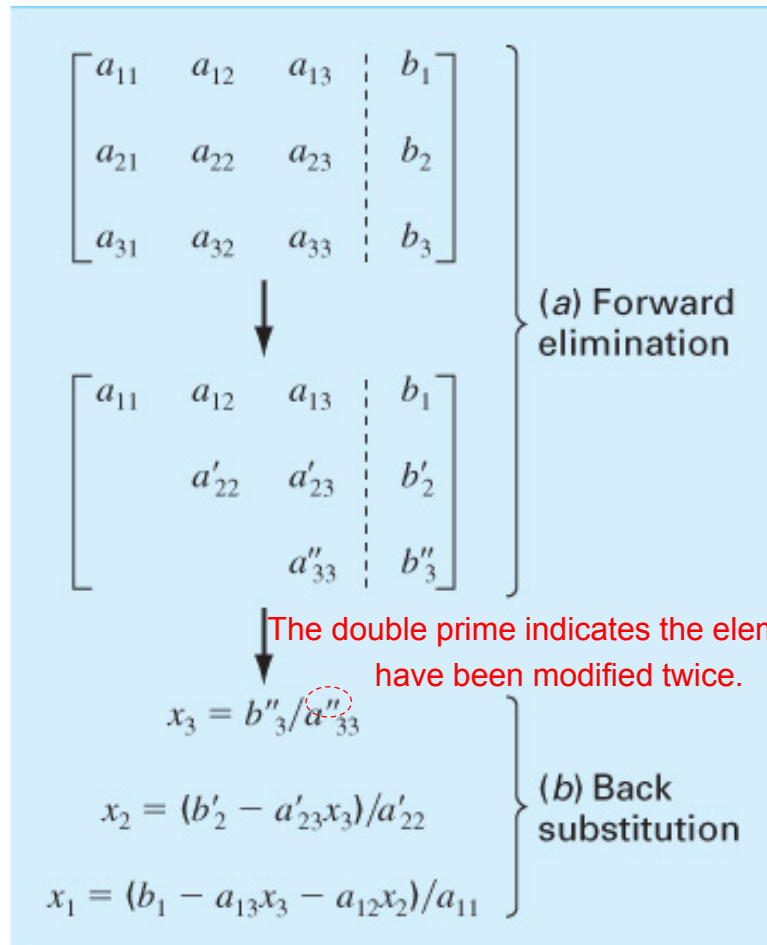 a₁₁ a₁₂ a₁₃ b₁
a₂₁ a₂₂ a₂₃ b₂
a₃₁ a₃₂ a₃₃ b₃
(a) Forward
elimination
a₁₁ a₁₂ a₁₃ b₁
a′₂₂ a′₂₃ b′₂
a″₃₃ b″₃
The double prime indicates the elem
have been modified twice.
x₃ = b″₃/a″₃₃
x₂ = (b′₂ − a′₂₃x₃)/a′₂₂
(b) Back
substitution
x₁ = (b₁ − a₁₃x₃ − a₁₂x₂)/a₁₁